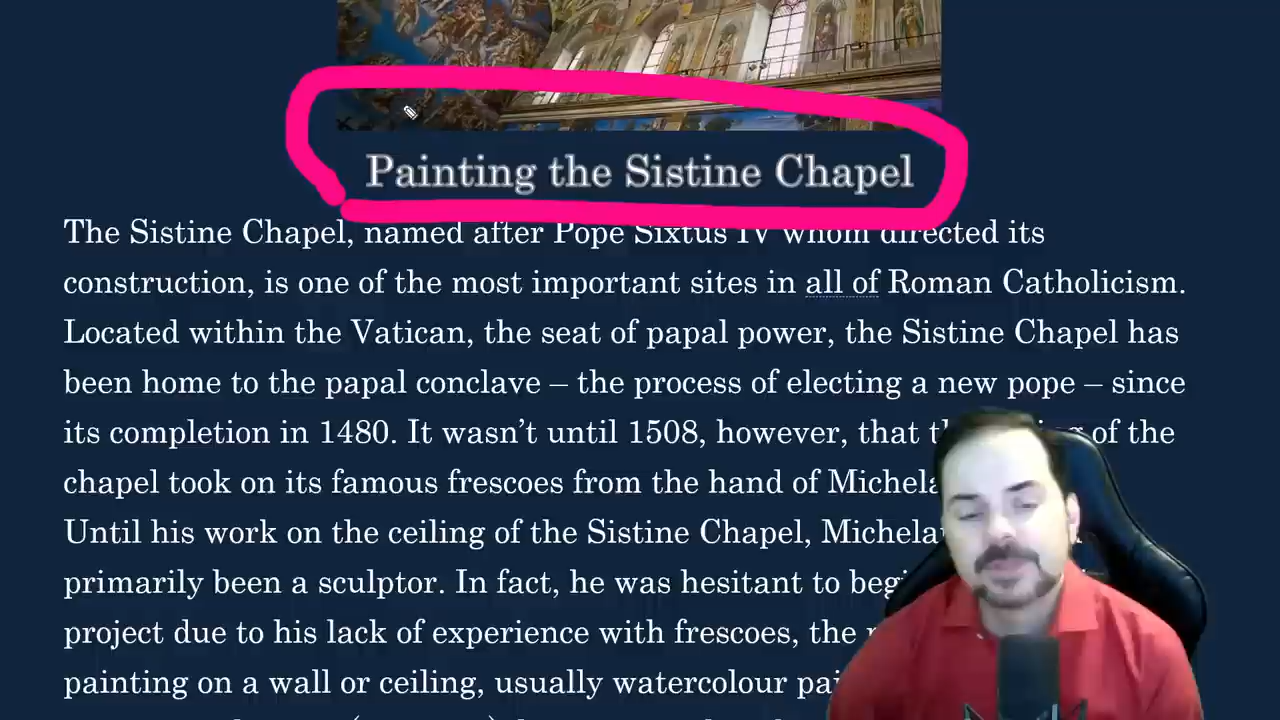 Painting the Sistine Chapel
The Sistine Chapel, named after Pope Sixtus IV whom directed its
construction, is one of the most important sites in all of Roman Catholicism.
Located within the Vatican, the seat of papal power, the Sistine Chapel has
been home to the papal conclave – the process of electing a new pope – since
its completion in 1480. It wasn’t until 1508, however, that of the
chapel took on its famous frescoes from the hand of
Until his work on the ceiling of the Sistine Chapel,
primarily been a sculptor. In fact, he was hesitant to
project due to his lack of experience with frescoes, the
painting on a wall or ceiling, usually watercolour